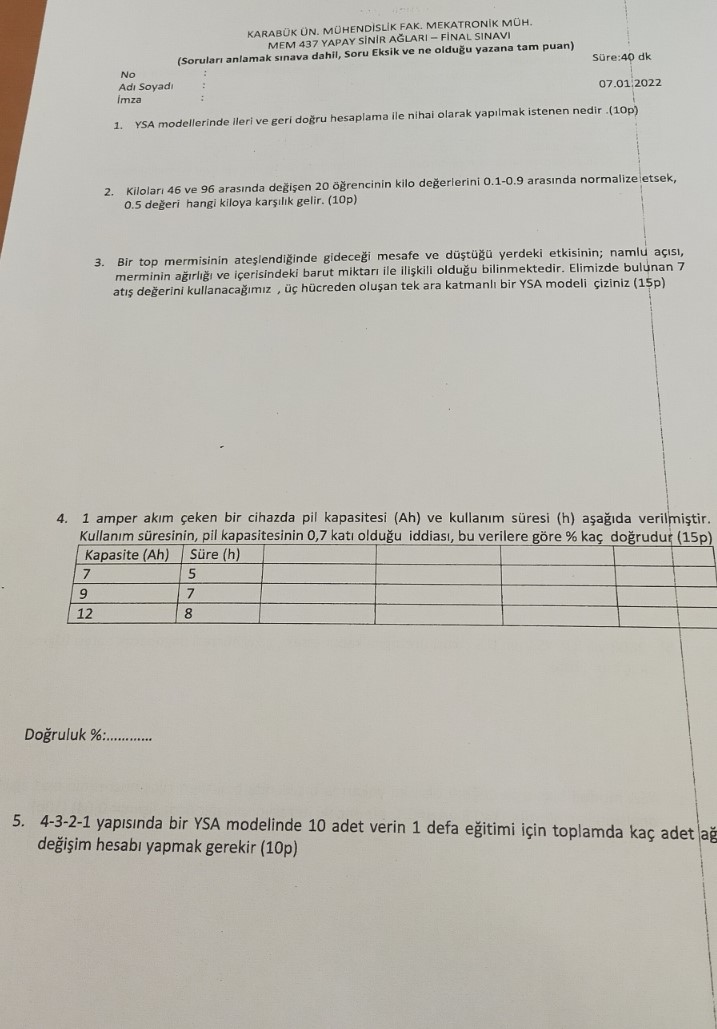 KARABÜK ÜN. MÜHENDİSLİK FAK. MEKATRONİK MÜH.
MEM 437 YAPAY SİNİR AĞLARI – FİNAL SINAVI
(Soruları anlamak sınava dahil, Soru Eksik ve ne olduğu yazana tam puan)
Süre:40 dk
No :
Adı Soyadı :
07.01.2022
İmza :
1. YSA modellerinde ileri ve geri doğru hesaplama ile nihai olarak yapılmak istenen nedir .(10p)
2. Kiloları 46 ve 96 arasında değişen 20 öğrencinin kilo değerlerini 0.1-0.9 arasında normalize etsek,
0.5 değeri hangi kiloya karşılık gelir. (10p)
3. Bir top mermisinin ateşlendiğinde gideceği mesafe ve düştüğü yerdeki etkisinin; namlu açısı,
merminin ağırlığı ve içerisindeki barut miktarı ile ilişkili olduğu bilinmektedir. Elimizde bulunan 7
atış değerini kullanacağımız , üç hücreden oluşan tek ara katmanlı bir YSA modeli çiziniz (15p)
4. 1 amper akım çeken bir cihazda pil kapasitesi (Ah) ve kullanım süresi (h) aşağıda verilmiştir.
Kullanım süresinin, pil kapasitesinin 0,7 katı olduğu iddiası, bu verilere göre % kaç doğrudur (15p)
Kapasite (Ah) Süre (h)
7 5
9 7
12 8
Doğruluk %:............
5. 4-3-2-1 yapısında bir YSA modelinde 10 adet verin 1 defa eğitimi için toplamda kaç adet ağ
değişim hesabı yapmak gerekir (10p)